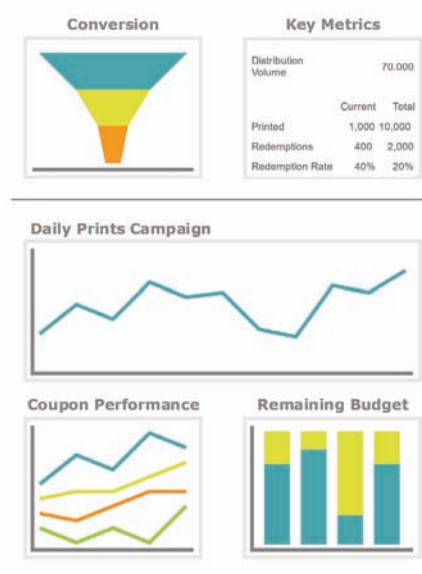 Conversion
Key Metrics
Distribution
Volume
70.000
Current Total
Printed 1,000 10,000
Redemptions 400 2,000
Redemption Rate 40% 20%
Daily Prints Campaign
Coupon Performance
Remaining Budget